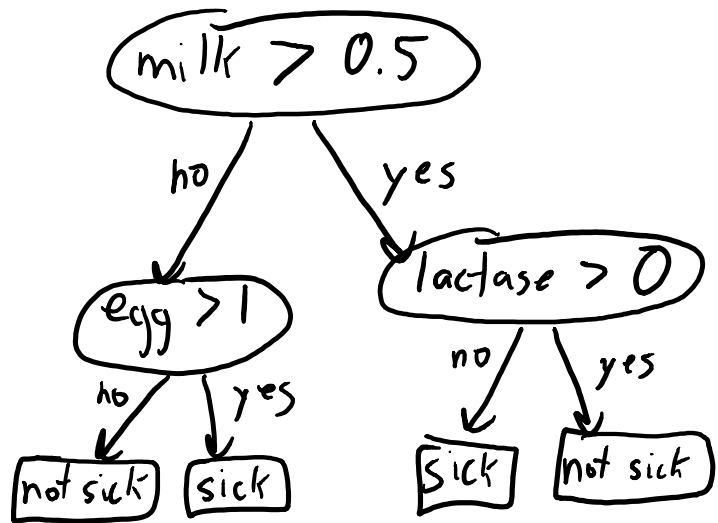 milk > 0.5
no
yes
egg > 1
lactase > 0
no
yes
no
yes
not sick
sick
sick
not sick